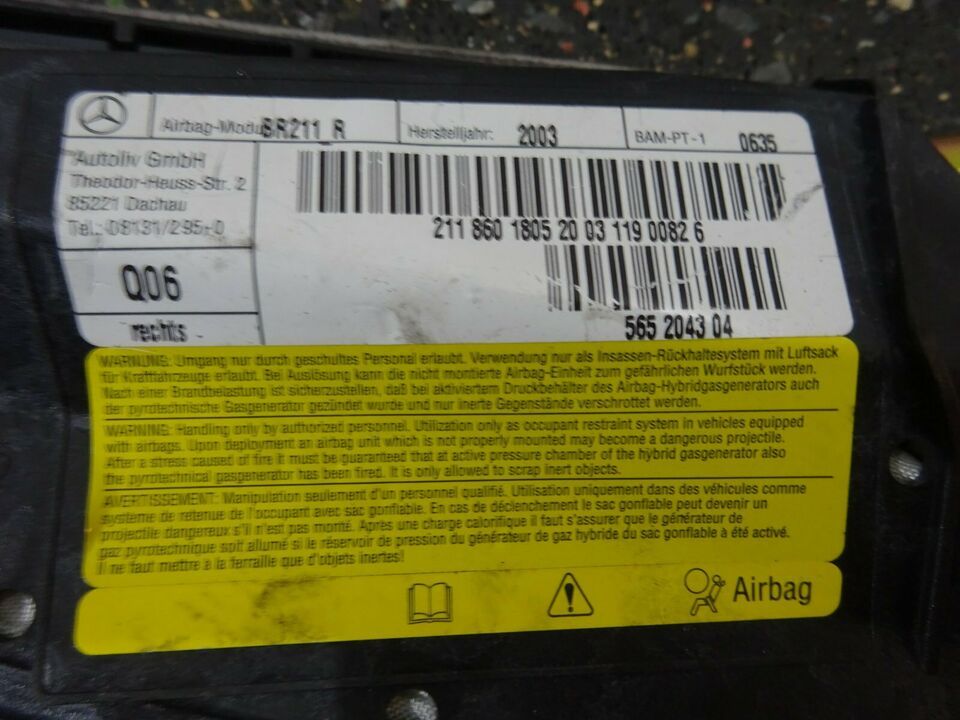 Airbag-Modul SR211 R Herstelljahr: 2003 BAM-PT-1 0635
Autoliv GmbH
Theodor-Heuss-Str. 2
85221 Dachau
Tel.: 08131/295-0
211 860 1805 20 03 119 0082 6
Q06
rechts
565 2043 04
WARNUNG: Umgang nur durch geschultes Personal erlaubt. Verwendung nur als Insassen-Rückhaltesystem mit Luftsack
für Kraftfahrzeuge erlaubt. Bei Auslösung kann die nicht montierte Airbag-Einheit zum gefährlichen Wurfstück werden.
Nach einer Brandbelastung ist sicherzustellen, daß bei aktiviertem Druckbehälter des Airbag-Hybridgasgenerators auch
der pyrotechnische Gasgenerator gezündet wurde und nur inerte Gegenstände verschrottet werden.
WARNING: Handling only by authorized personnel. Utilization only as occupant restraint system in vehicles equipped
with airbags. Upon deployment an airbag unit which is not properly mounted may become a dangerous projectile.
After a stress caused of fire it must be guaranteed that at active pressure chamber of the hybrid gasgenerator also
the pyrotechnical gasgenerator has been fired. It is only allowed to scrap inert objects.
AVERTISSEMENT: Manipulation seulement d'un personnel qualifié. Utilisation uniquement dans des véhicules comme
système de retenue de l'occupant avec sac gonflable. En cas de déclenchement le sac gonflable peut devenir un
projectile dangereux s'il n'est pas monté. Après une charge calorifique il faut s'assurer que le générateur de
gaz pyrotechnique soit allumé si le réservoir de pression du générateur de gaz hybride du sac gonflable à été activé.
Il ne faut mettre a la ferraille que d'objets inertes!
Airbag